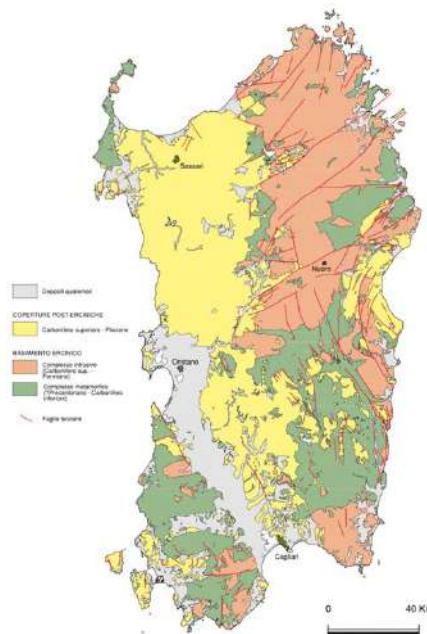 Sassari
Nuoro
Depositi quaternari
COPERTURE POST-ERCINICHE
Carbonifero superiore - Pliocene
Oristano
BASAMENTO ERCINICO
Complesso intrusivo
(Carbonifero sup. -
Permiano)
Complesso metamorfico
(?Precambriano - Carbonifero
inferiore)
Faglie terziarie
Cagliari
0 40 K